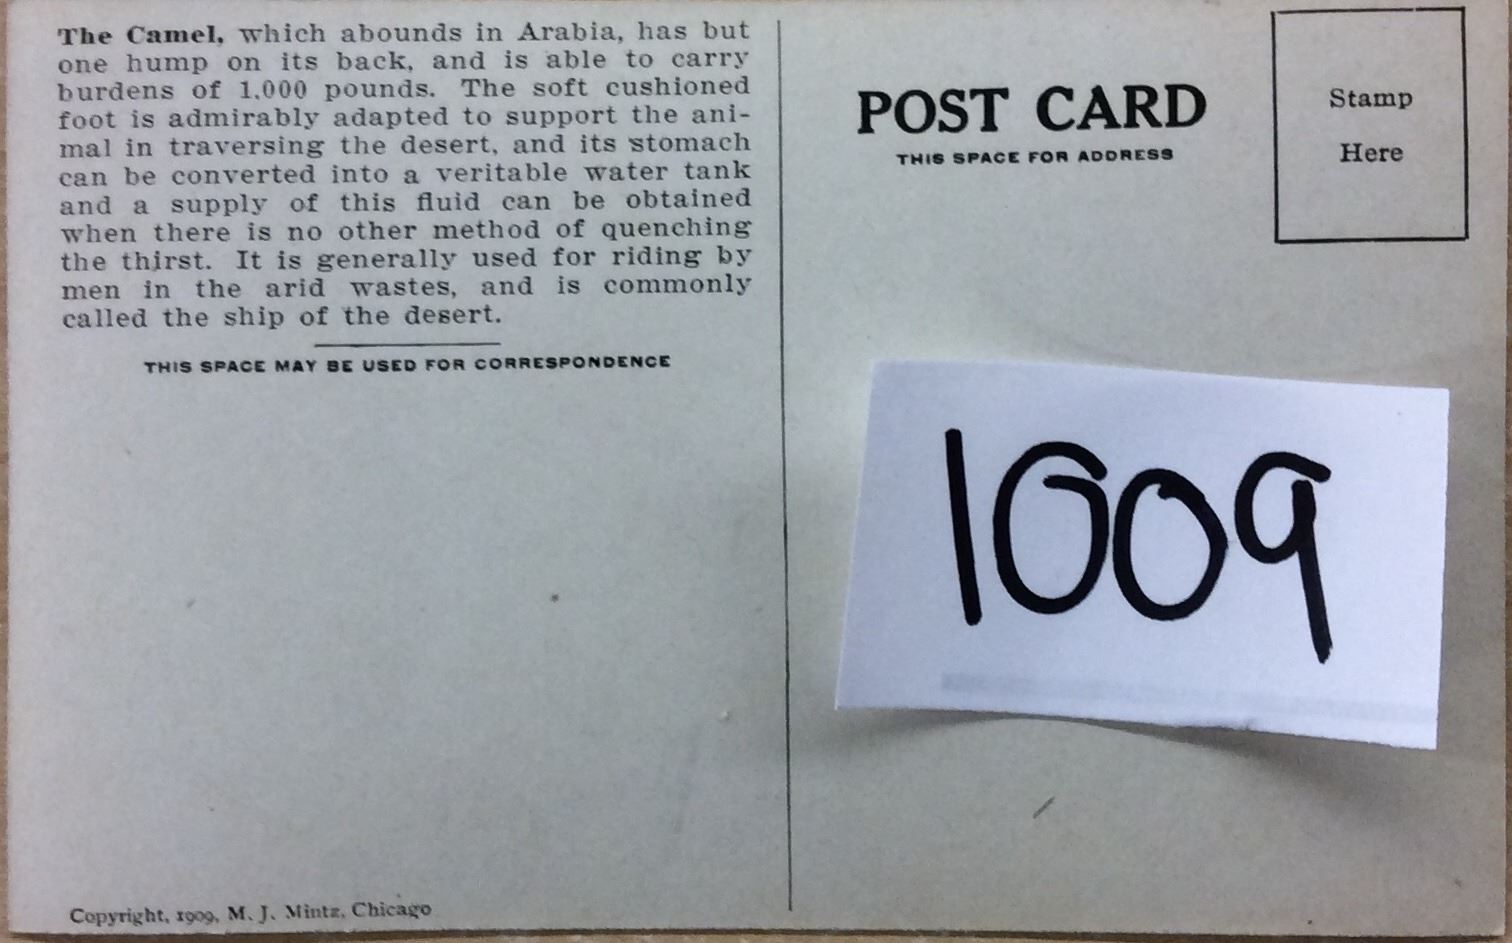 The Camel, which abounds in Arabia, has but
one hump on its back, and is able to carry
burdens of 1,000 pounds. The soft cushioned
foot is admirably adapted to support the ani-
mal in traversing the desert, and its stomach
can be converted into a veritable water tank
and a supply of this fluid can be obtained
when there is no other method of quenching
the thirst. It is generally used for riding by
men in the arid wastes, and is commonly
called the ship of the desert.
THIS SPACE MAY BE USED FOR CORRESPONDENCE
Copyright, 1909, M. J. Mintz, Chicago
POST CARD
THIS SPACE FOR ADDRESS
Stamp
Here
1009